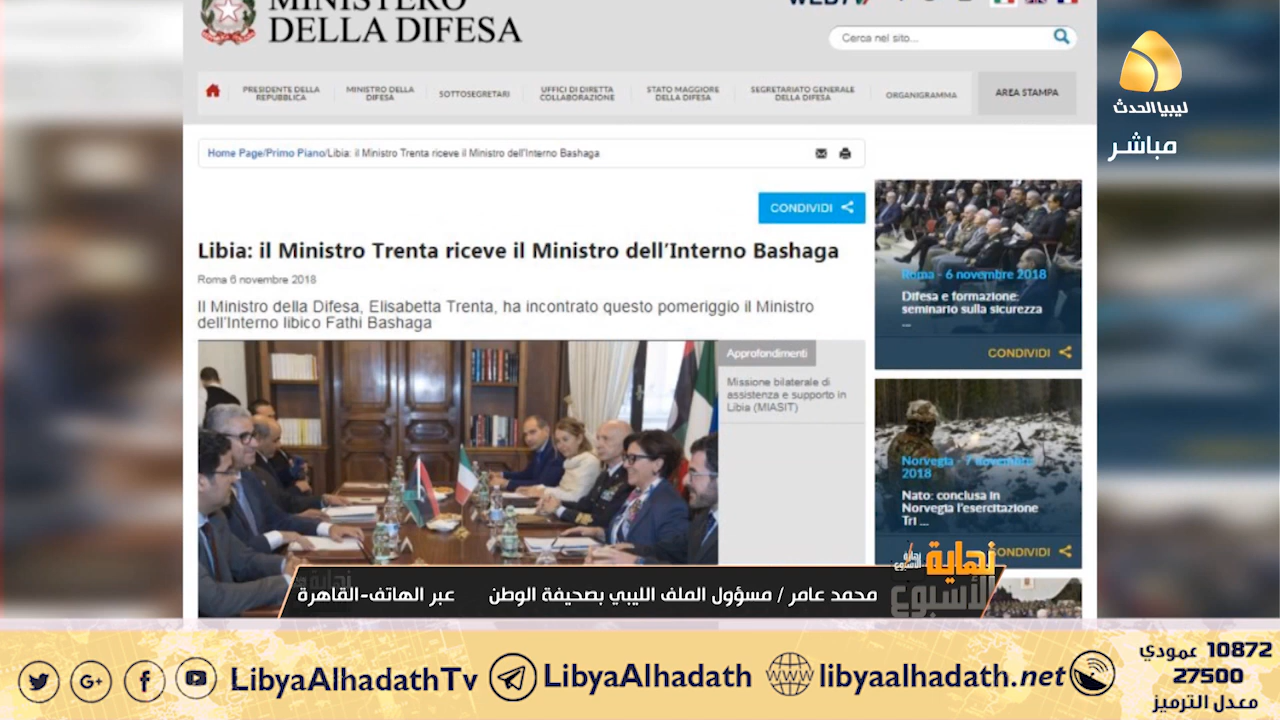 MINISTERO
DELLA DIFESA
WEBTV
Cerca nel sito...
PRESIDENTE DELLA REPUBBLICA
MINISTRO DELLA DIFESA
SOTTOSEGRETARI
UFFICI DI DIRETTA COLLABORAZIONE
STATO MAGGIORE DELLA DIFESA
SEGRETARIATO GENERALE DELLA DIFESA
ORGANIGRAMMA
AREA STAMPA
ليبيا الحدث
مباشر
Home Page/Primo Piano/Libia: il Ministro Trenta riceve il Ministro dell'Interno Bashaga
CONDIVIDI
Libia: il Ministro Trenta riceve il Ministro dell'Interno Bashaga
Roma 6 novembre 2018
Il Ministro della Difesa, Elisabetta Trenta, ha incontrato questo pomeriggio il Ministro
dell'Interno libico Fathi Bashaga
Approfondimenti
Missione bilaterale di
assistenza e supporto in
Libia (MIASIT)
Roma - 6 novembre 2018
Difesa e formazione:
seminario sulla sicurezza
...
CONDIVIDI
Norvegia - 7 novembre
2018
Nato: conclusa in
Norvegia l'esercitazione
Tri ...
CONDIVIDI
نهاية
الأسبوع
محمد عامر / مسؤول الملف الليبي بصحيفة الوطن عبر الهاتف-القاهرة
LibyaAlhadathTv
LibyaAlhadath
libyaalhadath.net
10872 عمودي
27500
معدل الترميز